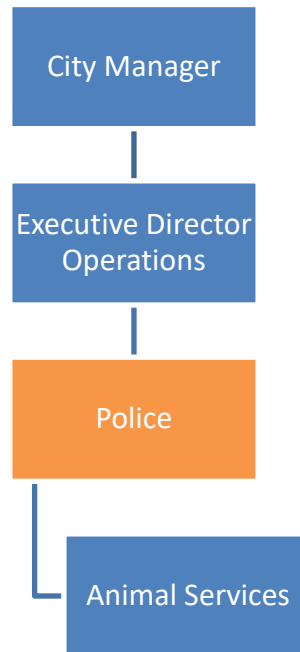 City Manager
Executive Director
Operations
Police
Animal Services